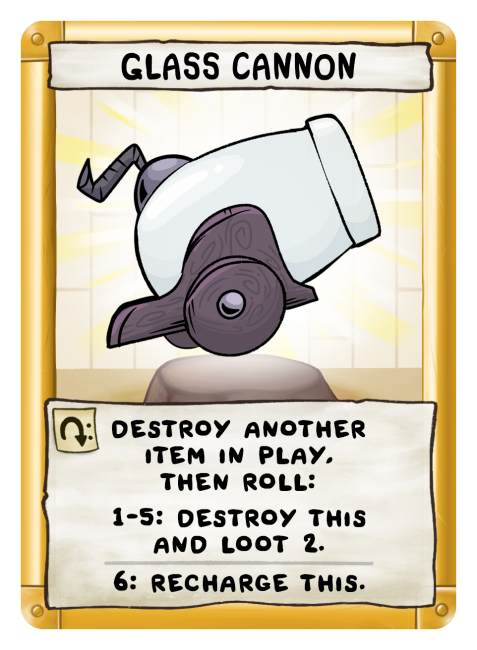 GLASS CANNON
: DESTROY ANOTHER
ITEM IN PLAY.
THEN ROLL:
1-5: DESTROY THIS
AND LOOT 2.
6: RECHARGE THIS.